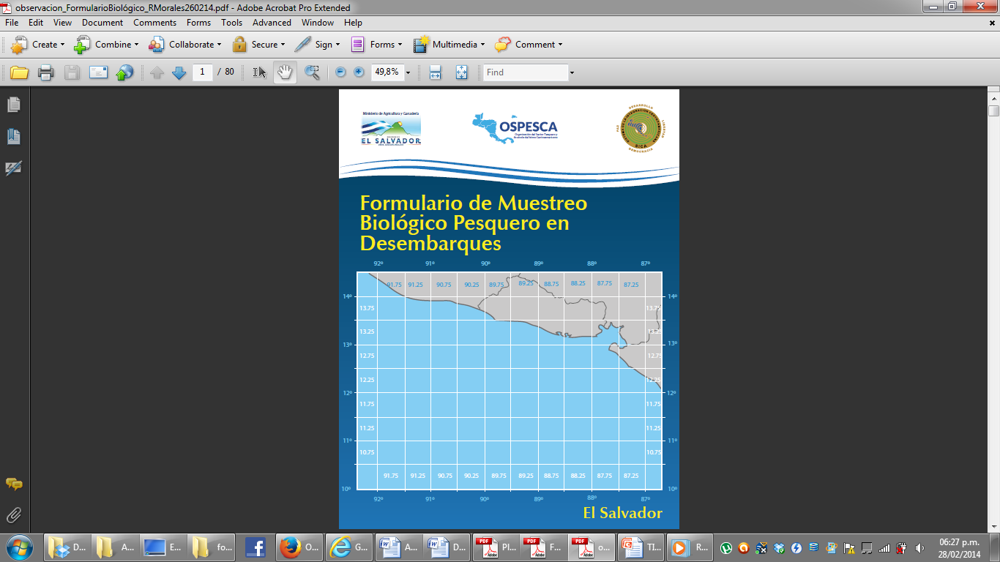 observacion_FormularioBiológico_RMorales260214.pdf - Adobe Acrobat Pro Extended
File Edit View Document Comments Forms Tools Advanced Window Help
Create Combine Collaborate Secure Sign Forms Multimedia Comment
1 / 80 49,8% Find
Ministerio de Agricultura y Ganadería
EL SALVADOR
OSPESCA
Organización del Sector Pesquero y
Acuícola del Istmo Centroamericano
DESARROLLO
PAZ
LIBERTAD
SICA
DEMOCRACIA
Formulario de Muestreo
Biológico Pesquero en
Desembarques
92º 91º 90º 89º 88º 87º
91.75 91.25 90.75 90.25 89.75 89.25 88.75 88.25 87.75 87.25
14º 14º
13.75 13.75
13.25 13.25
13º 13º
12.75 12.75
12.25 12.25
12º 12º
11.75 11.75
11.25 11.25
11º 11º
10.75 10.75
91.75 91.25 90.75 90.25 89.75 89.25 88.75 88.25 87.75 87.25
10º 10º
92º 91º 90º 89º 88º 87º
El Salvador
D... A... E... fo... O... G... A... D... Pl... F... o... TI... R...
06:27 p.m.
28/02/2014